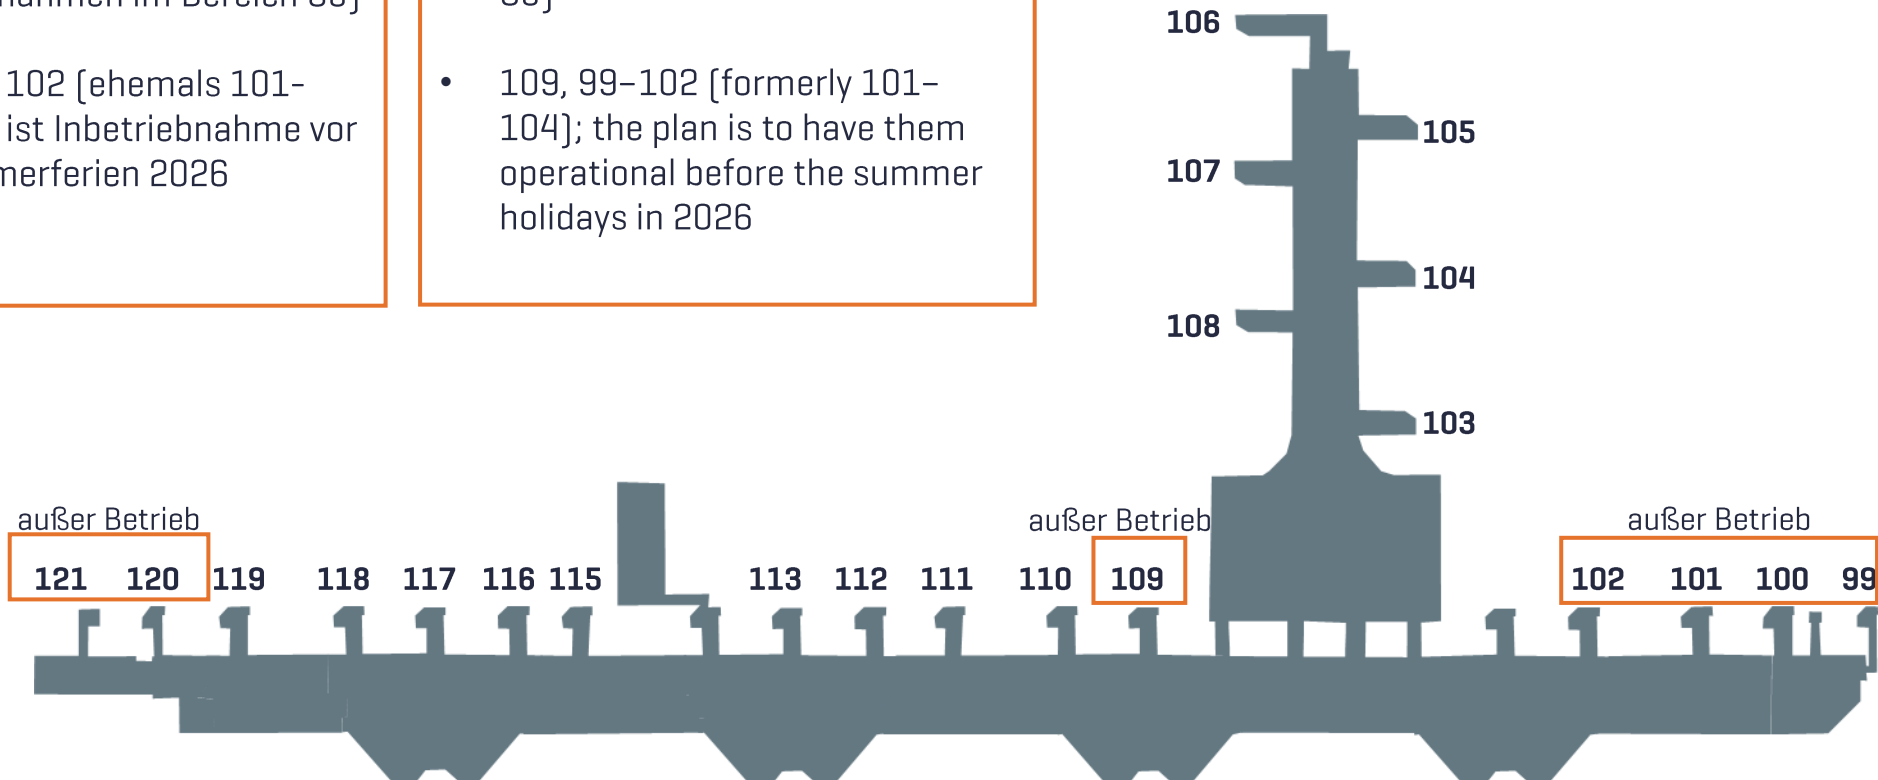 102 (ehemals 101-
ist Inbetriebnahme vor
2026
• 109, 99–102 (formerly 101–
104); the plan is to have them
operational before the summer
holidays in 2026
106
105
107
104
108
103
außer Betrieb
außer Betrieb
außer Betrieb
121 120 119 118 117 116 115 113 112 111 110 109 102 101 100 99